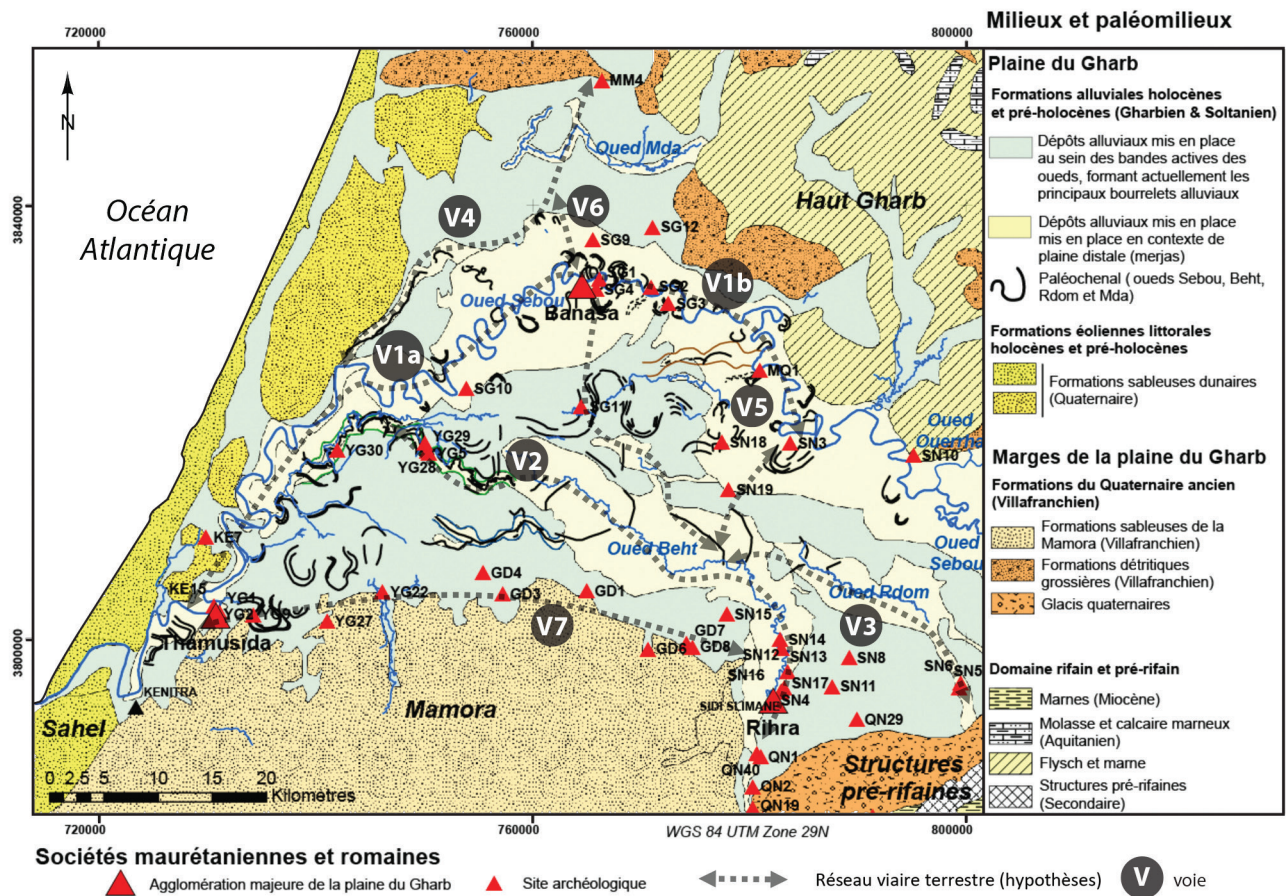 720000
760000
800000
Milieux et paléomilieux
N
Océan
Atlantique
3840000
3800000
MM4
Oued Mda
Haut Gharb
V4
V6
SG12
SG9
SG1
SG4
SG2
SG3
Oued Sebou
Banasa
V1b
V1a
MO1
SG10
SG11
V5
Oued
Ouerrha
YG29
YG30
YG5
YG28
V2
SN18
SN3
SN10
SN19
KE7
Oued Beht
Oued
Sebou
KE15
YG1
YG2
YG9
Thamusida
YG22
YG27
GD4
GD3
GD1
Oued Rdom
V7
V3
SN15
SN14
GD7
GD6
GD8
SN12
SN13
SN8
SN6
SN5
SN16
SN17
SN11
SN4
SIDI SLIMANE
Rihra
QN29
KENITRA
Sahel
Mamora
QN1
QN40
QN2
QN19
Structures
pré-rifaines
0 2,5 5 10 15 20
Kilomètres
720000
760000
800000
WGS 84 UTM Zone 29N
Plaine du Gharb
Formations alluviales holocènes
et pré-holocènes (Gharbien & Soltanien)
Dépôts alluviaux mis en place
au sein des bandes actives des
oueds, formant actuellement les
principaux bourrelets alluviaux
Dépôts alluviaux mis en place
mis en place en contexte de
plaine distale (merjas)
Paléochenal ( oueds Sebou, Beht,
Rdom et Mda)
Formations éoliennes littorales
holocènes et pré-holocènes
Formations sableuses dunaires
(Quaternaire)
Marges de la plaine du Gharb
Formations du Quaternaire ancien
(Villafranchien)
Formations sableuses de la
Mamora (Villafranchien)
Formations détritiques
grossières (Villafranchien)
Glacis quaternaires
Domaine rifain et pré-rifain
Marnes (Miocène)
Molasse et calcaire marneux
(Aquitanien)
Flysch et marne
Structures pré-rifaines
(Secondaire)
Sociétés maurétaniennes et romaines
Agglomération majeure de la plaine du Gharb
Site archéologique
Réseau viaire terrestre (hypothèses)
V
voie